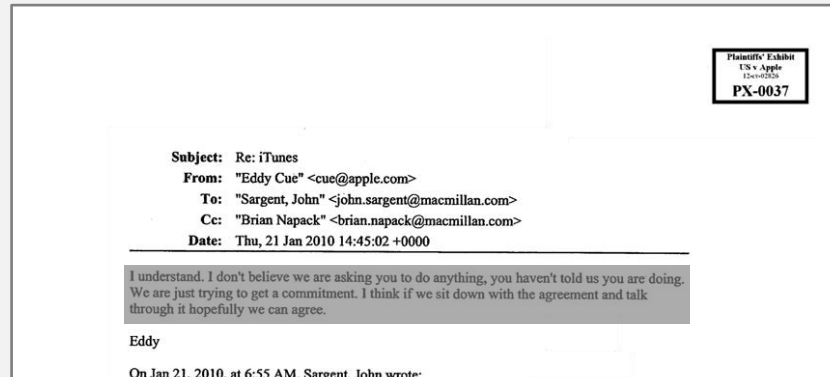 Plaintiffs' Exhibit
US v Apple
12-cv-02826
PX-0037
Subject: Re: iTunes
From: "Eddy Cue" <cue@apple.com>
To: "Sargent, John" <john.sargent@macmillan.com>
Cc: "Brian Napack" <brian.napack@macmillan.com>
Date: Thu, 21 Jan 2010 14:45:02 +0000
I understand. I don't believe we are asking you to do anything, you haven't told us you are doing.
We are just trying to get a commitment. I think if we sit down with the agreement and talk
through it hopefully we can agree.
Eddy
On Jan 21, 2010, at 6:55 AM, Sargent, John wrote: